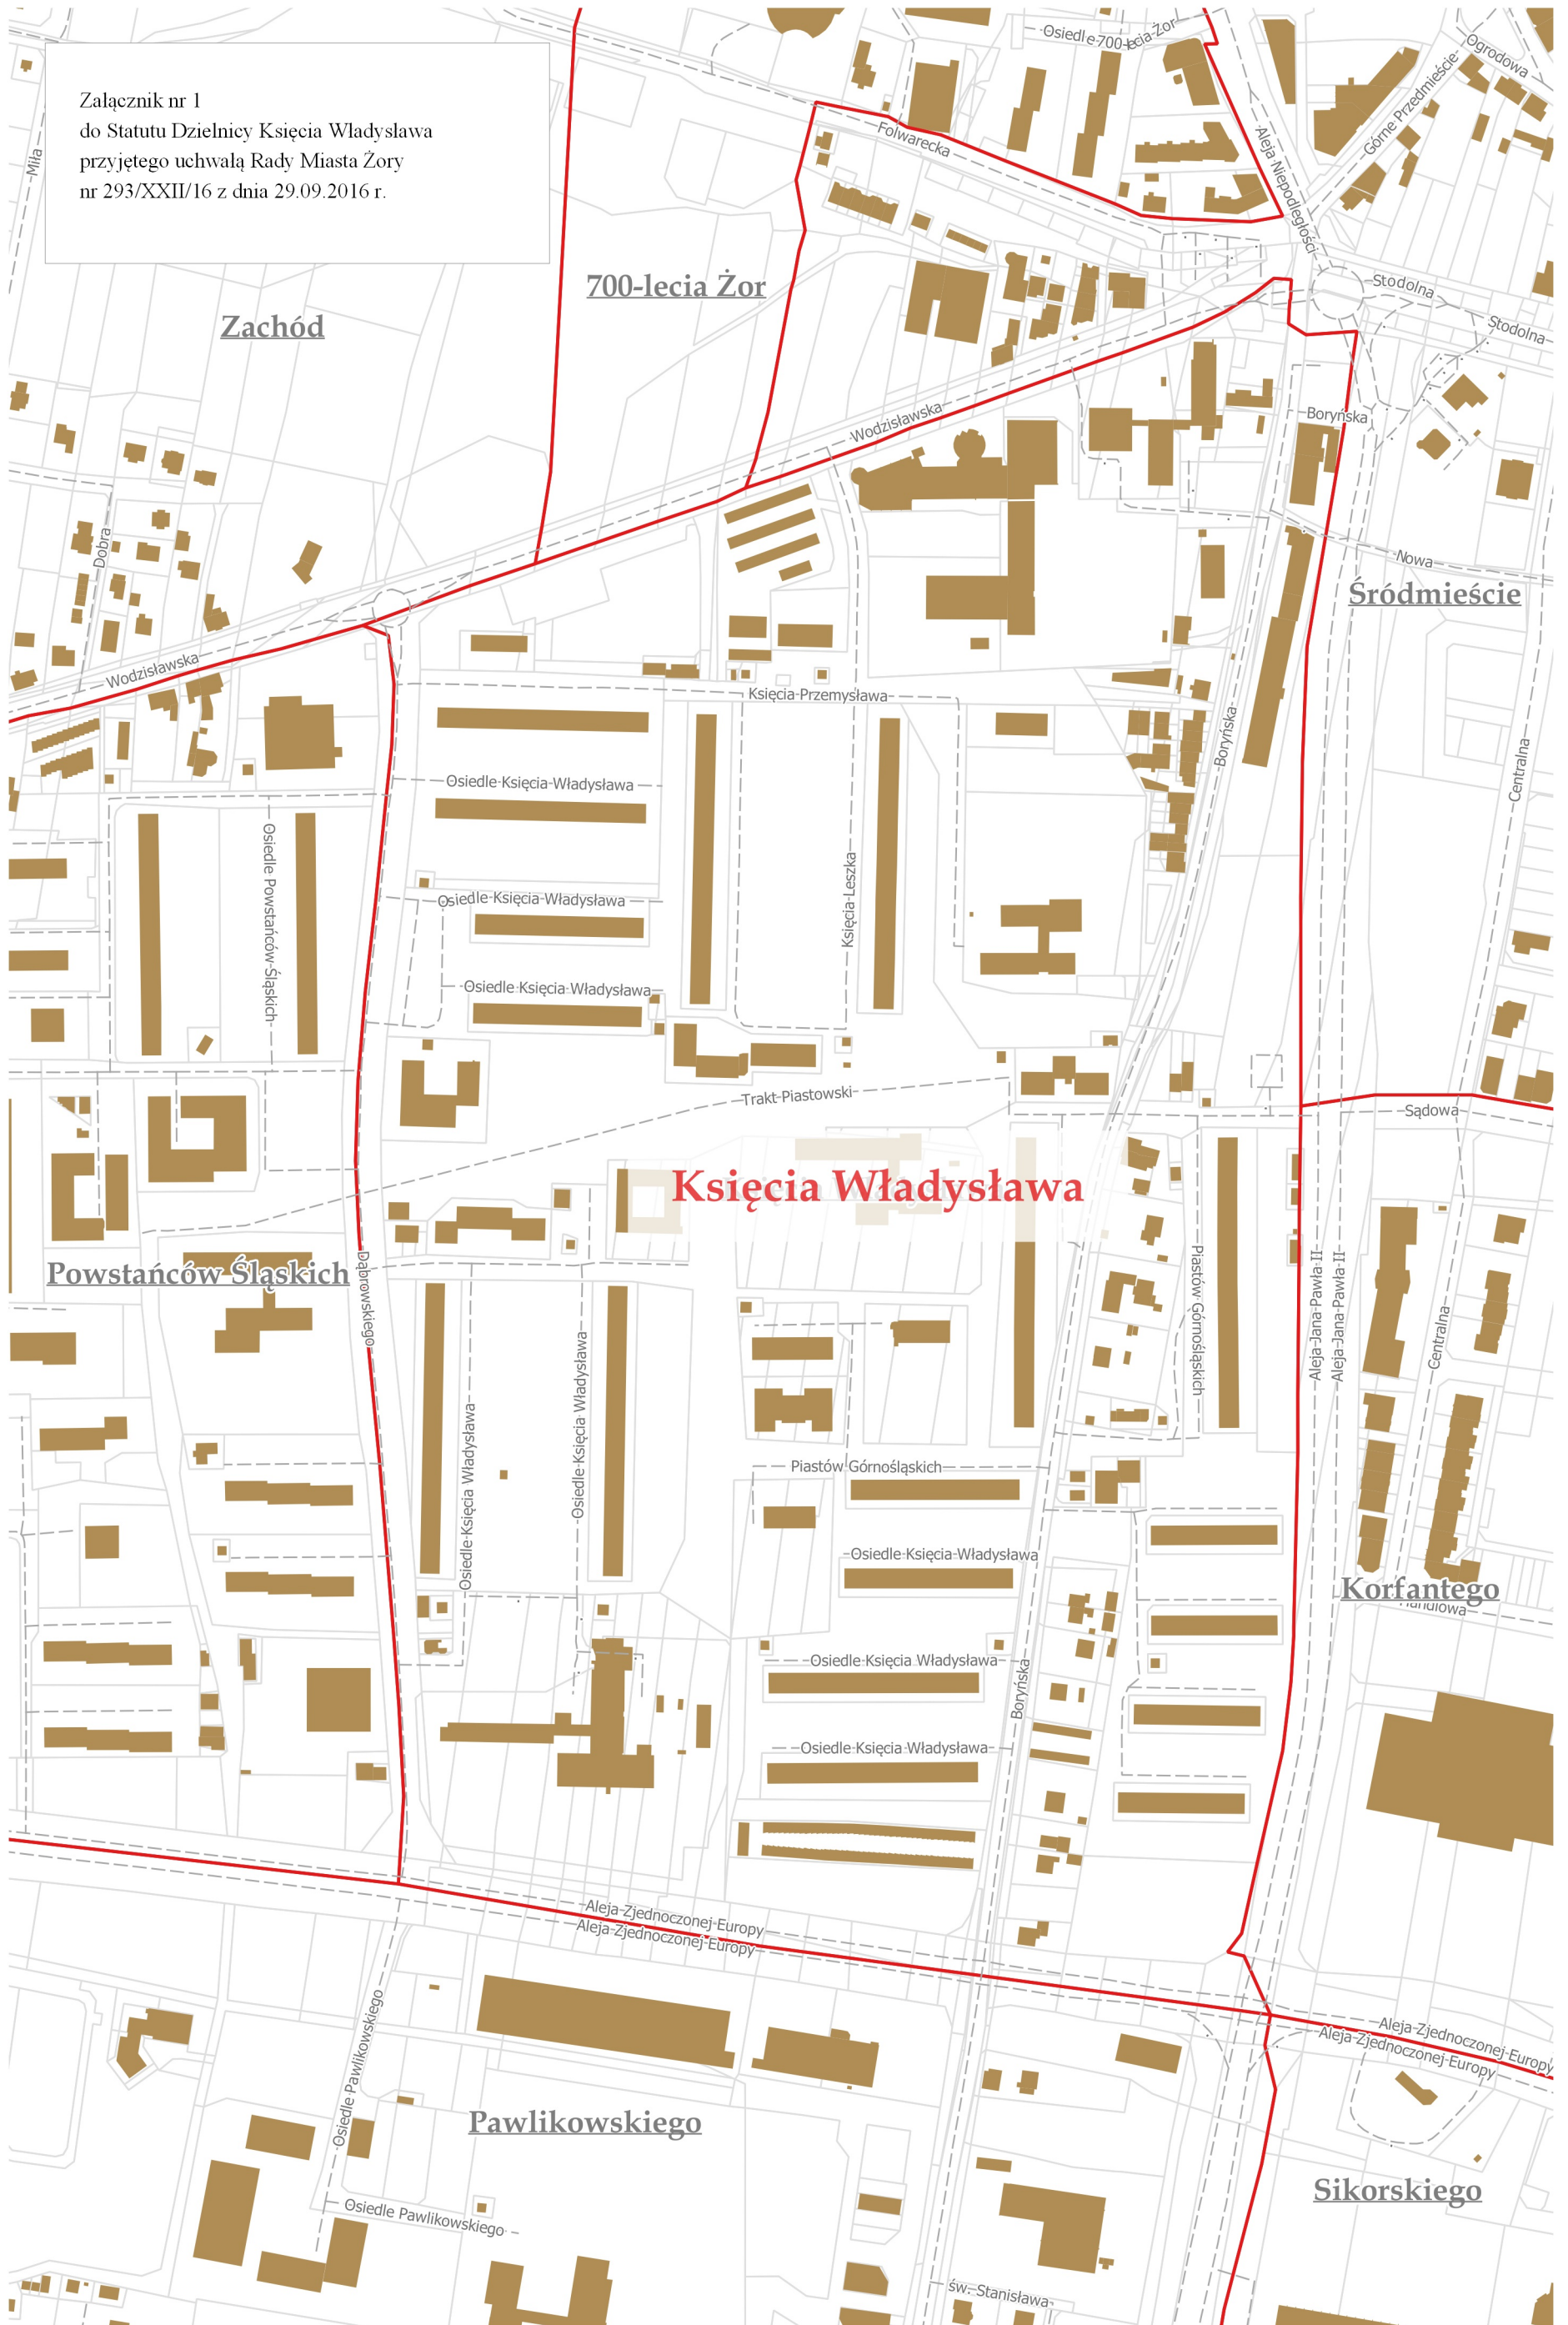 Załącznik nr 1
do Statutu Dzielnicy Księcia Władysława
przyjętego uchwałą Rady Miasta Żory
nr 293/XXII/16 z dnia 29.09.2016 r.
Osiedle 700-lecia Żor
Ogrodowa
Górne Przedmieście
Miła
Folwarecka
Aleja Niepodległości
700-lecia Żor
Stodolna
Zachód
Stodolna
Wodzisławska
Boryńska
Dobra
Nowa
Śródmieście
Wodzisławska
Księcia Przemysława
Boryńska
Centralna
Osiedle Księcia Władysława
Osiedle Powstańców Śląskich
Księcia Leszka
Osiedle Księcia Władysława
Osiedle Księcia Władysława
Trakt Piastowski
Sądowa
Księcia Władysława
Powstańców Śląskich
Dąbrowskiego
Piastów Górnośląskich
Aleja Jana Pawła II
Aleja Jana Pawła II
Centralna
Osiedle Księcia Władysława
Osiedle Księcia Władysława
Piastów Górnośląskich
Osiedle Księcia Władysława
Korfantego
Handlowa
Osiedle Księcia Władysława
Boryńska
Osiedle Księcia Władysława
Aleja Zjednoczonej Europy
Aleja Zjednoczonej Europy
Osiedle Pawlikowskiego
Aleja Zjednoczonej Europy
Aleja Zjednoczonej Europy
Pawlikowskiego
Sikorskiego
Osiedle Pawlikowskiego
św. Stanisława